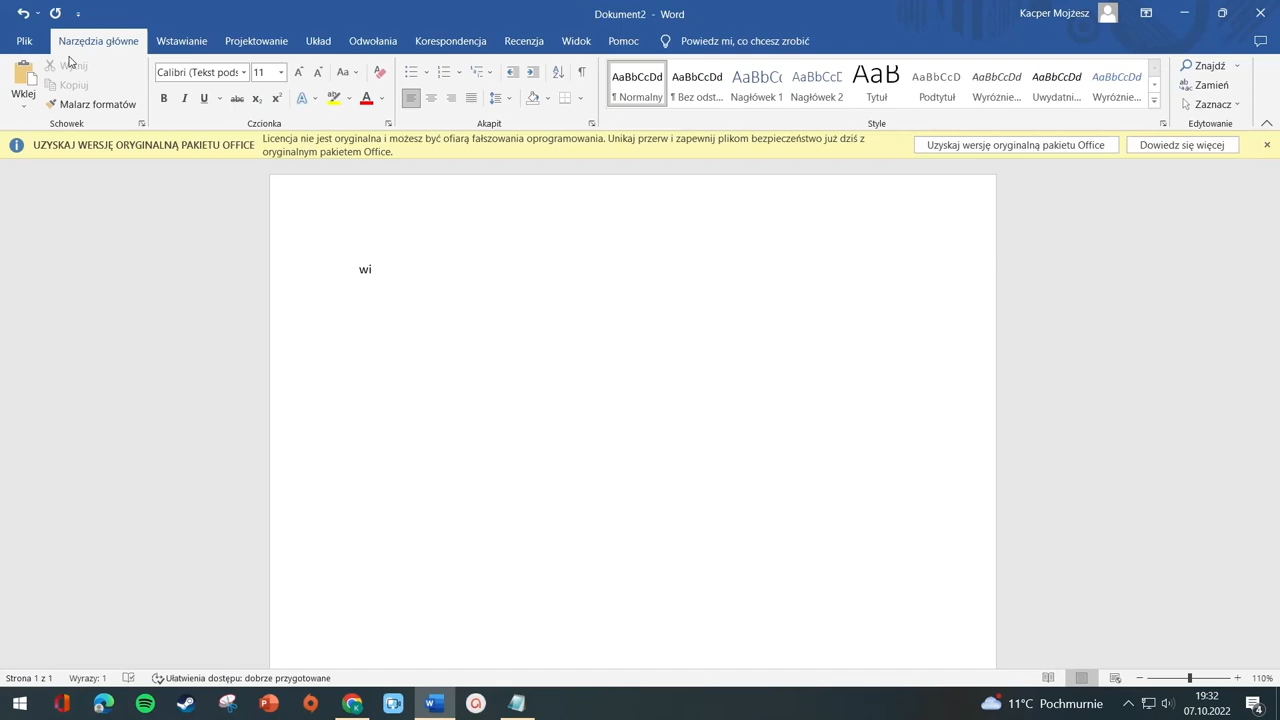 Dokument2 - Word
Kacper Mojżesz
Plik Narzędzia główne Wstawianie Projektowanie Układ Odwołania Korespondencja Recenzja Widok Pomoc Powiedz mi, co chcesz zrobić
Wklej
Wytnij
Kopiuj
Malarz formatów
Schowek
Calibri (Tekst pods 11
Czcionka
Akapit
AaBbCcDd AaBbCcDd AaBbCc AaBbCcD AaB AaBbCcD AaBbCcDd AaBbCcDd AaBbCcDd
¶ Normalny ¶ Bez odst... Nagłówek 1 Nagłówek 2 Tytuł Podtytuł Wyróżnie... Uwydatni... Wyróżnie...
Style
Znajdź
Zamień
Zaznacz
Edytowanie
UZYSKAJ WERSJĘ ORYGINALNĄ PAKIETU OFFICE
Licencja nie jest oryginalna i możesz być ofiarą fałszowania oprogramowania. Unikaj przerw i zapewnij plikom bezpieczeństwo już dziś z
oryginalnym pakietem Office.
Uzyskaj wersję oryginalną pakietu Office
Dowiedz się więcej
wi
Strona 1 z 1 Wyrazy: 1 Ułatwienia dostępu: dobrze przygotowane
110%
11°C Pochmurnie
19:32
07.10.2022
4